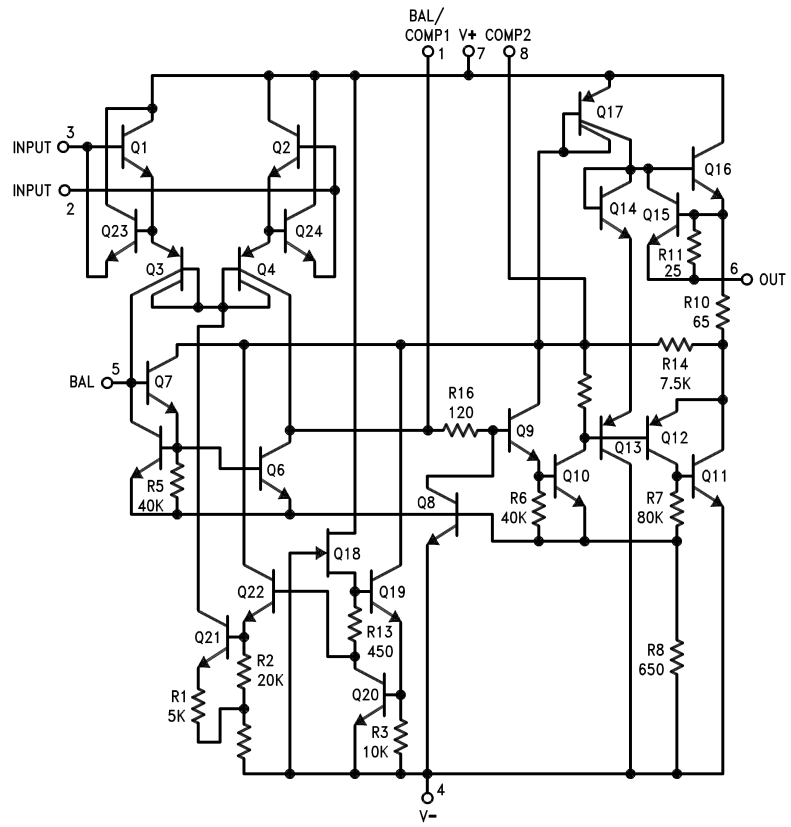 BAL/
COMP1 V+ COMP2
1 7 8
Q17
3
INPUT Q1 Q2
Q16
INPUT
2
Q14 Q15
Q23 Q24
R11
25
6
OUT
Q3 Q4
R10
65
R14
7.5K
5
BAL Q7
R16
120
Q9 Q13 Q12
Q6 Q10 Q11
R5
40K
Q8
R6
40K
R7
80K
Q18
Q22 Q19
Q21
R13
450
R2
20K
R8
650
R1
5K
Q20
R3
10K
4
V-